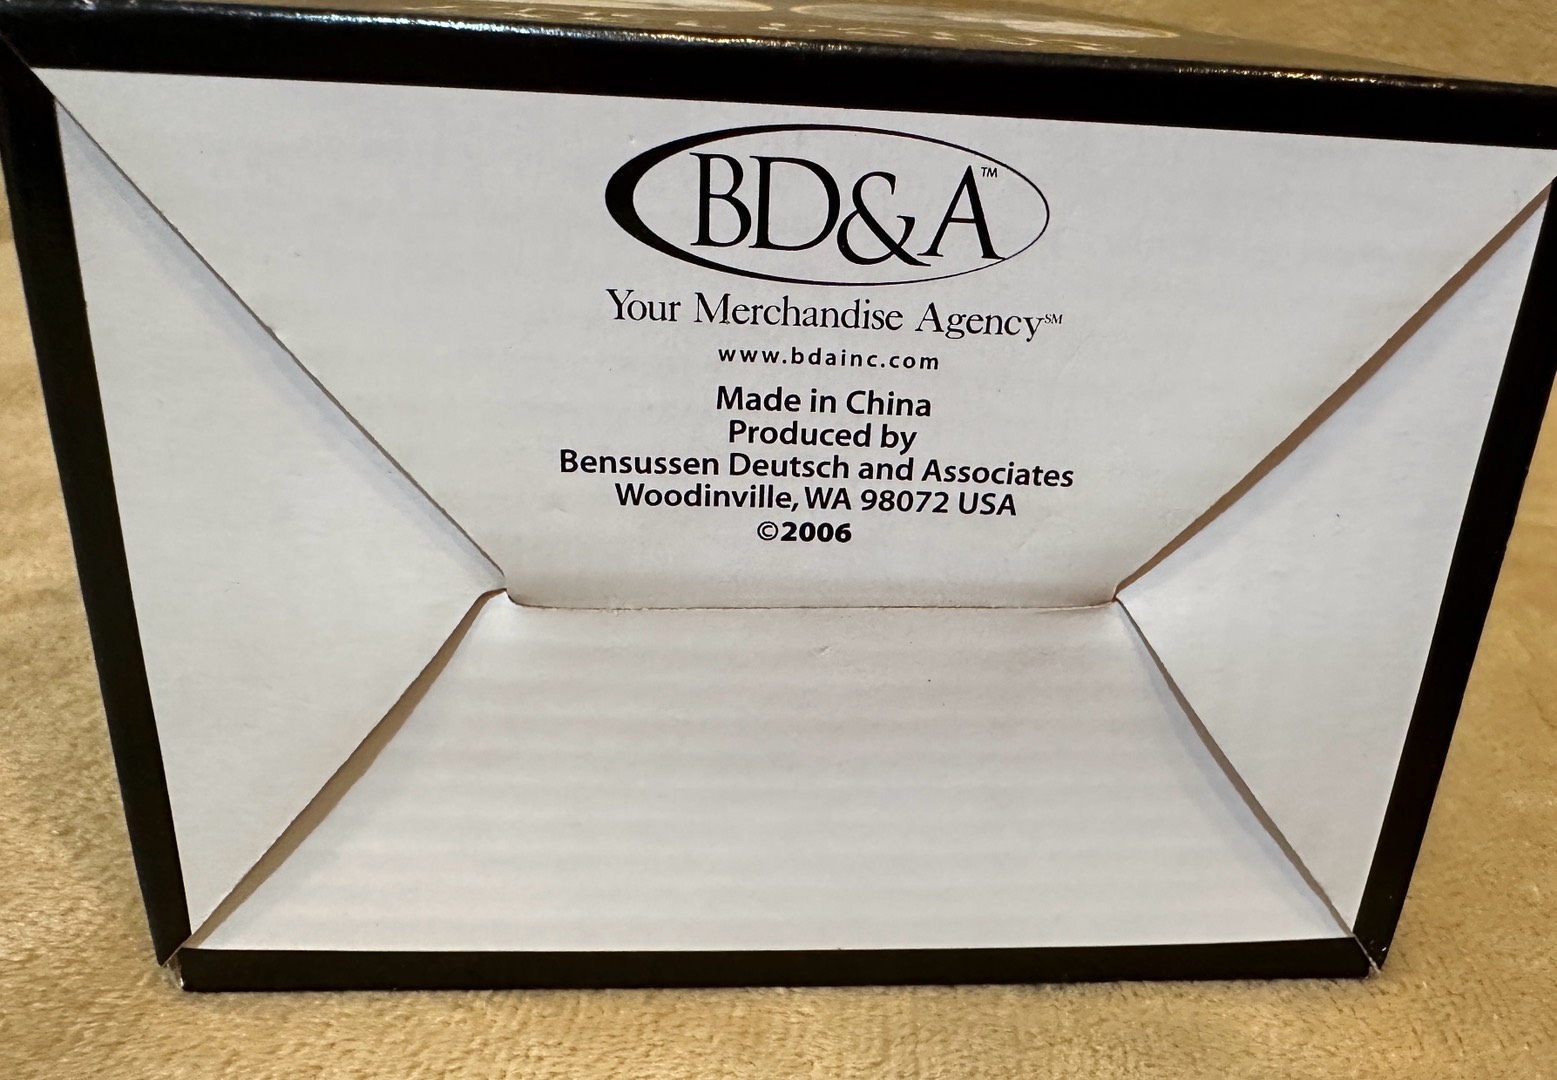 BD&A™
Your Merchandise Agency℠
www.bdainc.com
Made in China
Produced by
Bensussen Deutsch and Associates
Woodinville, WA 98072 USA
©2006